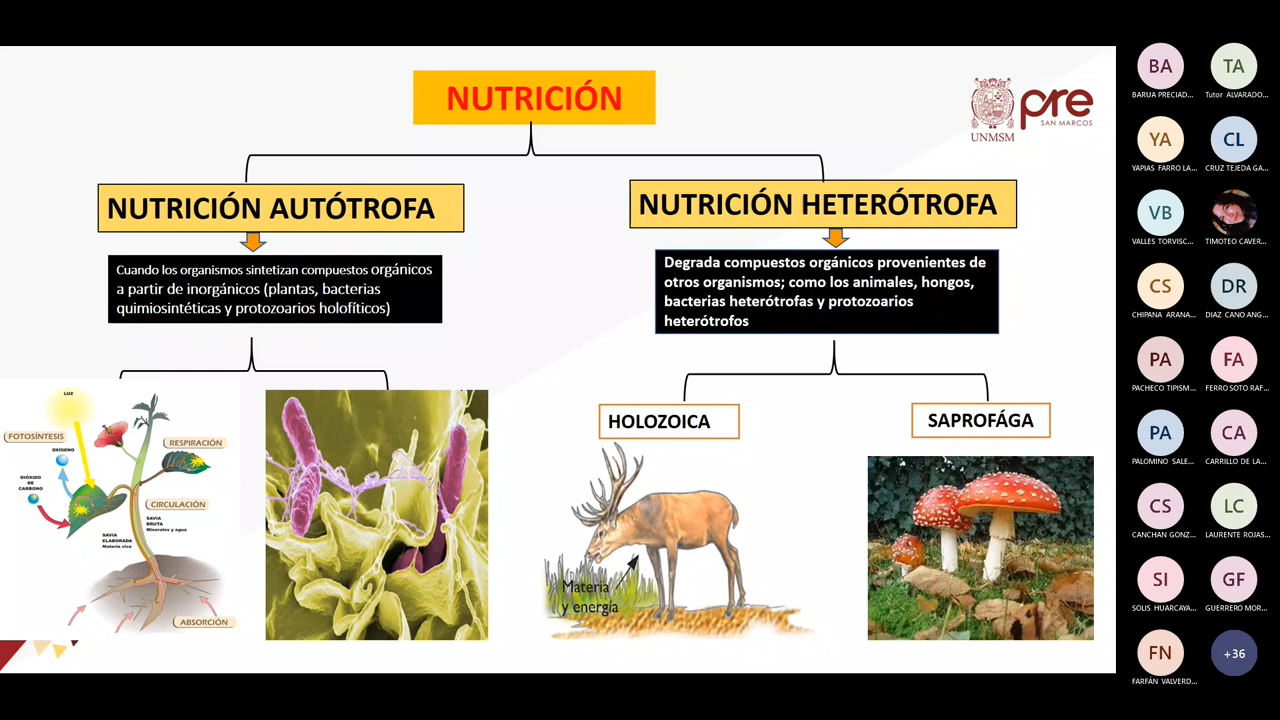 NUTRICIÓN
UNMSM
pre
SAN MARCOS
NUTRICIÓN AUTÓTROFA
NUTRICIÓN HETERÓTROFA
Cuando los organismos sintetizan compuestos orgánicos
a partir de inorgánicos (plantas, bacterias
quimiosintéticas y protozoarios holofíticos)
Degrada compuestos orgánicos provenientes de
otros organismos; como los animales, hongos,
bacterias heterótrofas y protozoarios
heterótrofos
LUZ
FOTOSÍNTESIS
OXÍGENO
RESPIRACIÓN
DIÓXIDO
DE
CARBONO
CIRCULACIÓN
SAVIA
BRUTA
Minerales y agua
SAVIA
ELABORADA
Materia viva
ABSORCIÓN
HOLOZOICA
SAPROFÁGA
Materia
y energía
BA
BARUA PRECIAD...
TA
Tutor ALVARADO...
YA
YAPIAS FARRO LA...
CL
CRUZ TEJEDA GA...
VB
VALLES TORVISC...
TIMOTEO CAVER...
CS
CHIPANA ARANA...
DR
DIAZ CANO ANG...
PA
PACHECO TIPISM...
FA
FERRO SOTO RAF...
PA
PALOMINO SALE...
CA
CARRILLO DE LA...
CS
CANCHAN GONZ...
LC
LAURENTE ROJAS...
SI
SOLIS HUARCAYA...
GF
GUERRERO MOR...
FN
FARFÁN VALVERD...
+36